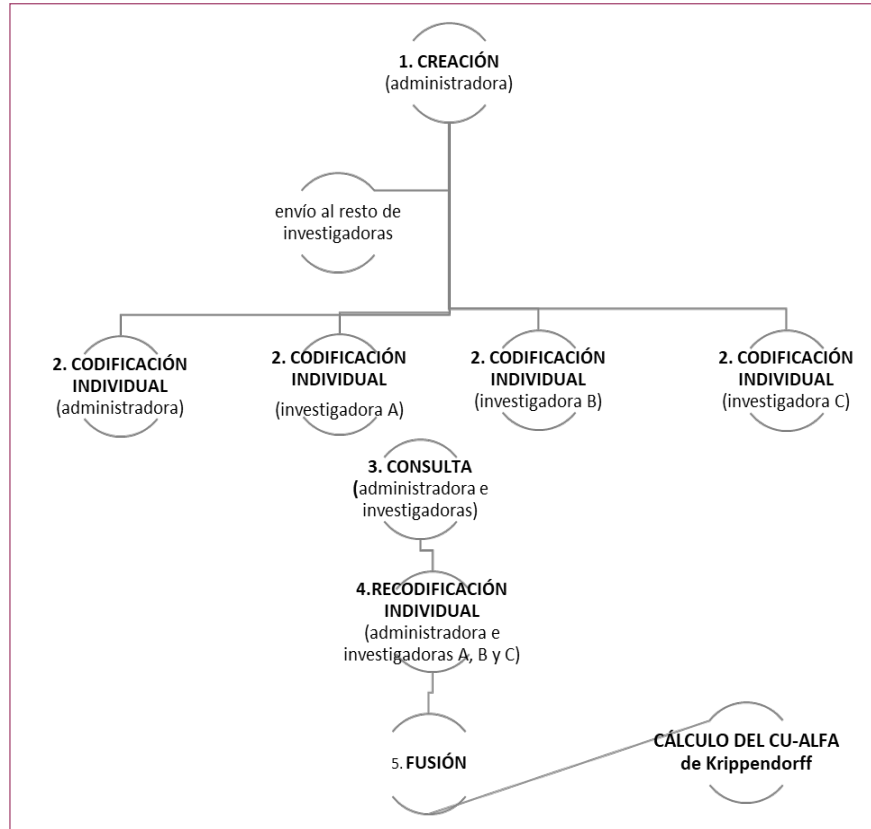 1. CREACIÓN
(administradora)
envío al resto de
investigadoras
2. CODIFICACIÓN
INDIVIDUAL
(administradora)
2. CODIFICACIÓN
INDIVIDUAL
(investigadora A)
2. CODIFICACIÓN
INDIVIDUAL
(investigadora B)
2. CODIFICACIÓN
INDIVIDUAL
(investigadora C)
3. CONSULTA
(administradora e
investigadoras)
4.RECODIFICACIÓN
INDIVIDUAL
(administradora e
investigadoras A, B y C)
5. FUSIÓN
CÁLCULO DEL CU-ALFA
de Krippendorff